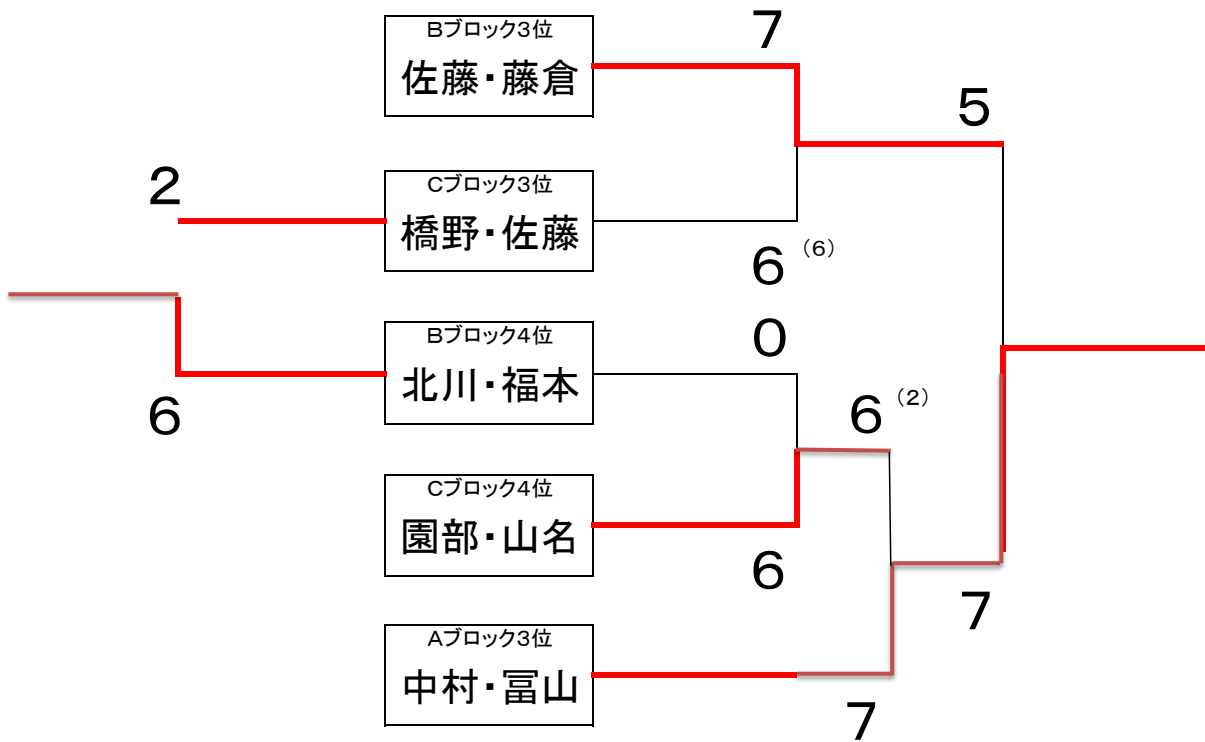 Bブロック3位
佐藤・藤倉
7
5
2
Cブロック3位
橋野・佐藤
6（6）
Bブロック4位
北川・福本
0
6（2）
6
Cブロック4位
園部・山名
6
7
Aブロック3位
中村・冨山
7